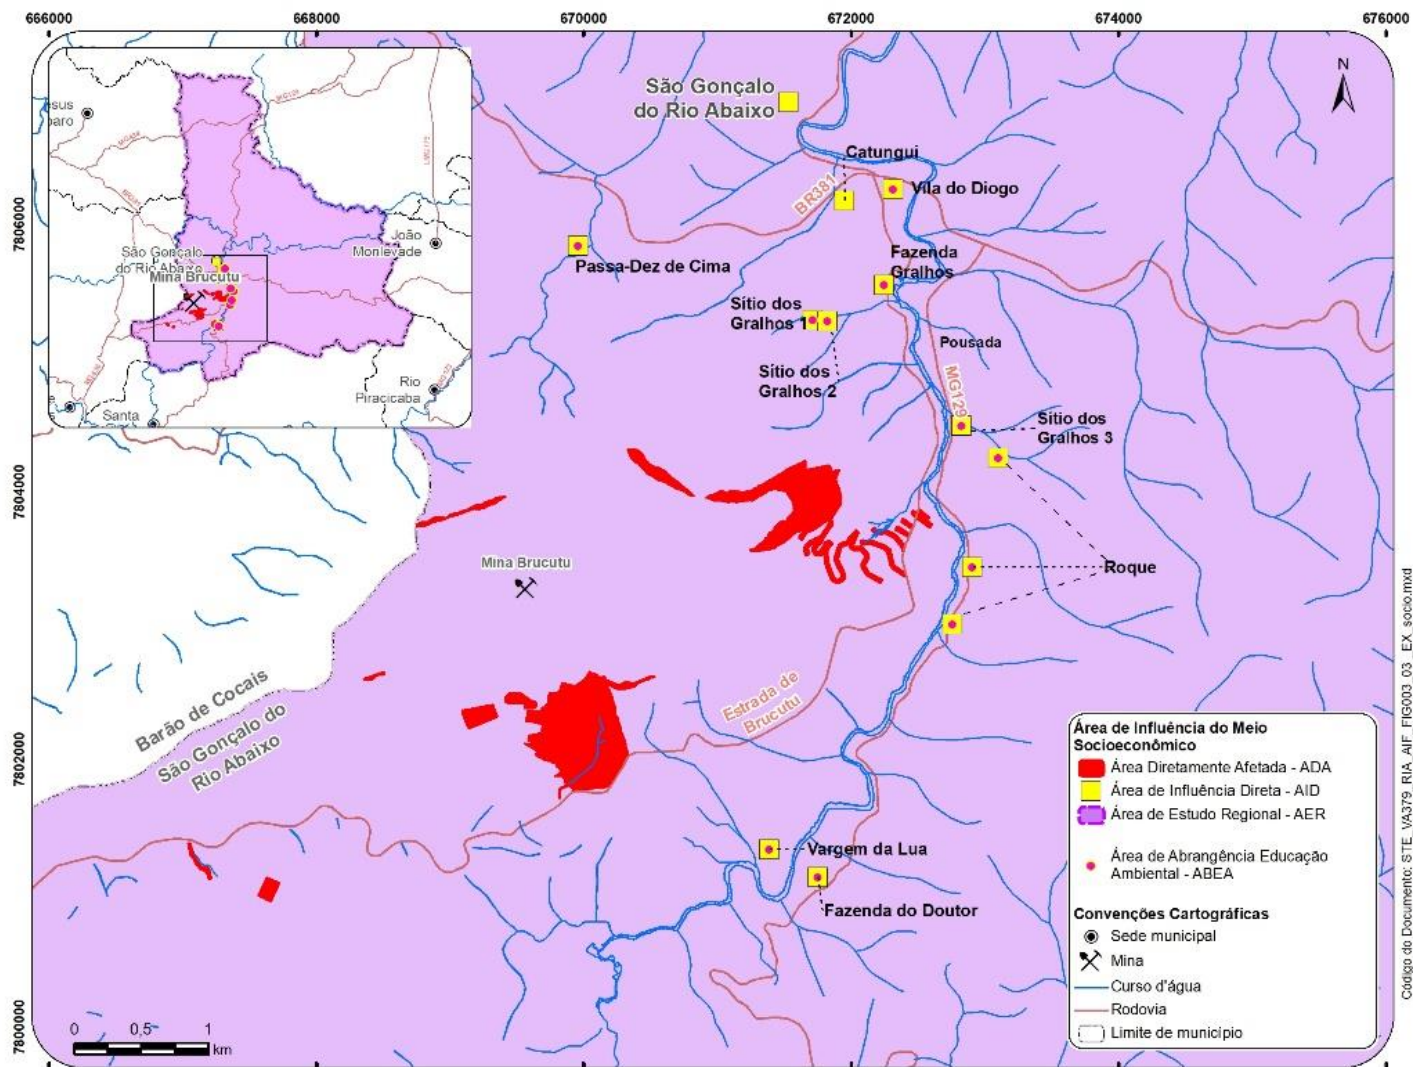 666000
668000
670000
672000
674000
676000
7806000
7804000
7802000
7800000
N
esus
paro
São Gonçalo
do Rio Abaixo
Mina Brucutu
João
Monlevade
Rio
Piracicaba
Santa
São Gonçalo
do Rio Abaixo
Catungui
BR381
Vila do Diogo
Passa-Dez de Cima
Fazenda
Gralhos
Sítio dos
Gralhos 1
Sítio dos
Gralhos 2
Pousada
MG129
Sitio dos
Gralhos 3
Roque
Mina Brucutu
Barão de Cocais
São Gonçalo do
Rio Abaixo
Estrada de
Brucutu
Vargem da Lua
Fazenda do Doutor
0 0,5 1
km
Área de Influência do Meio
Socioeconômico
Área Diretamente Afetada - ADA
Área de Influência Direta - AID
Área de Estudo Regional - AER
Área de Abrangência Educação
Ambiental - ABEA
Convenções Cartográficas
Sede municipal
Mina
Curso d'água
Rodovia
Limite de município
Código do Documento: STE_VA379_RIA_AIF_FIG003_03_EX_socio.mxd